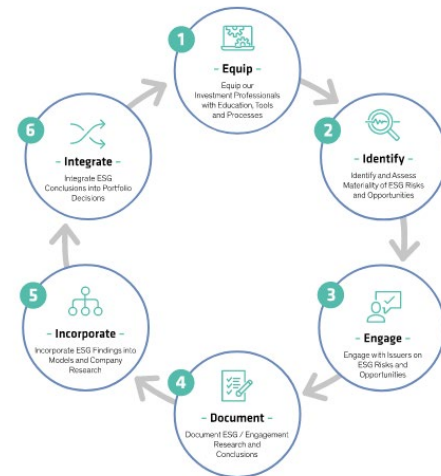 1
- Equip -
Equip our
Investment Professionals
with Education, Tools
and Processes
2
- Identify -
Identify and Assess
Materiality of ESG Risks
and Opportunities
3
- Engage -
Engage with Issuers on
ESG Risks and
Opportunities
4
- Document -
Document ESG / Engagement
Research and
Conclusions
5
- Incorporate -
Incorporate ESG Findings into
Models and Company
Research
6
- Integrate -
Integrate ESG
Conclusions into Portfolio
Decisions